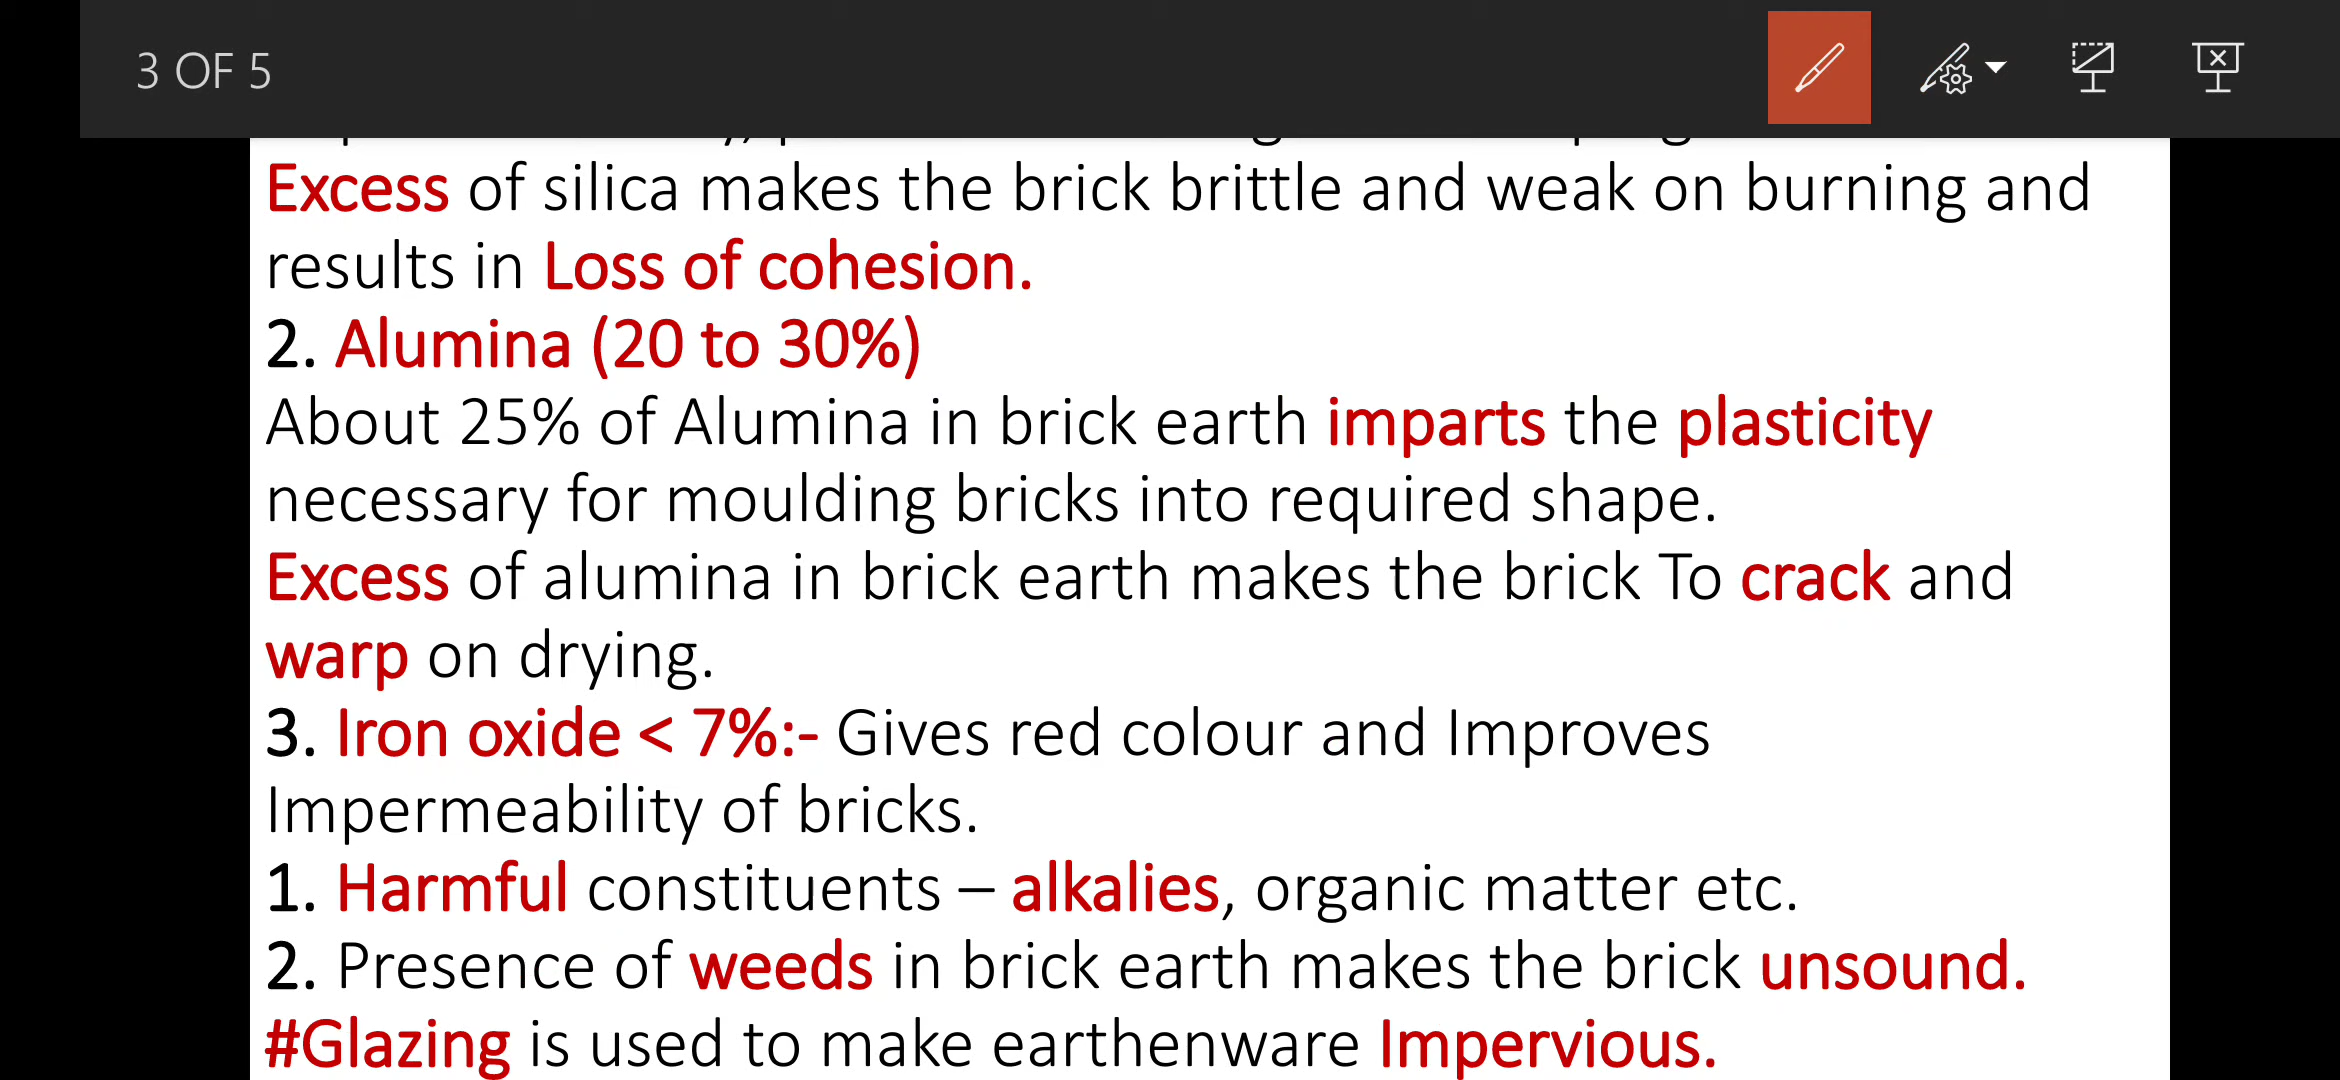 3 OF 5
Excess of silica makes the brick brittle and weak on burning and
results in Loss of cohesion.
2. Alumina (20 to 30%)
About 25% of Alumina in brick earth imparts the plasticity
necessary for moulding bricks into required shape.
Excess of alumina in brick earth makes the brick To crack and
warp on drying.
3. Iron oxide < 7%:- Gives red colour and Improves
Impermeability of bricks.
1. Harmful constituents – alkalies, organic matter etc.
2. Presence of weeds in brick earth makes the brick unsound.
#Glazing is used to make earthenware Impervious.